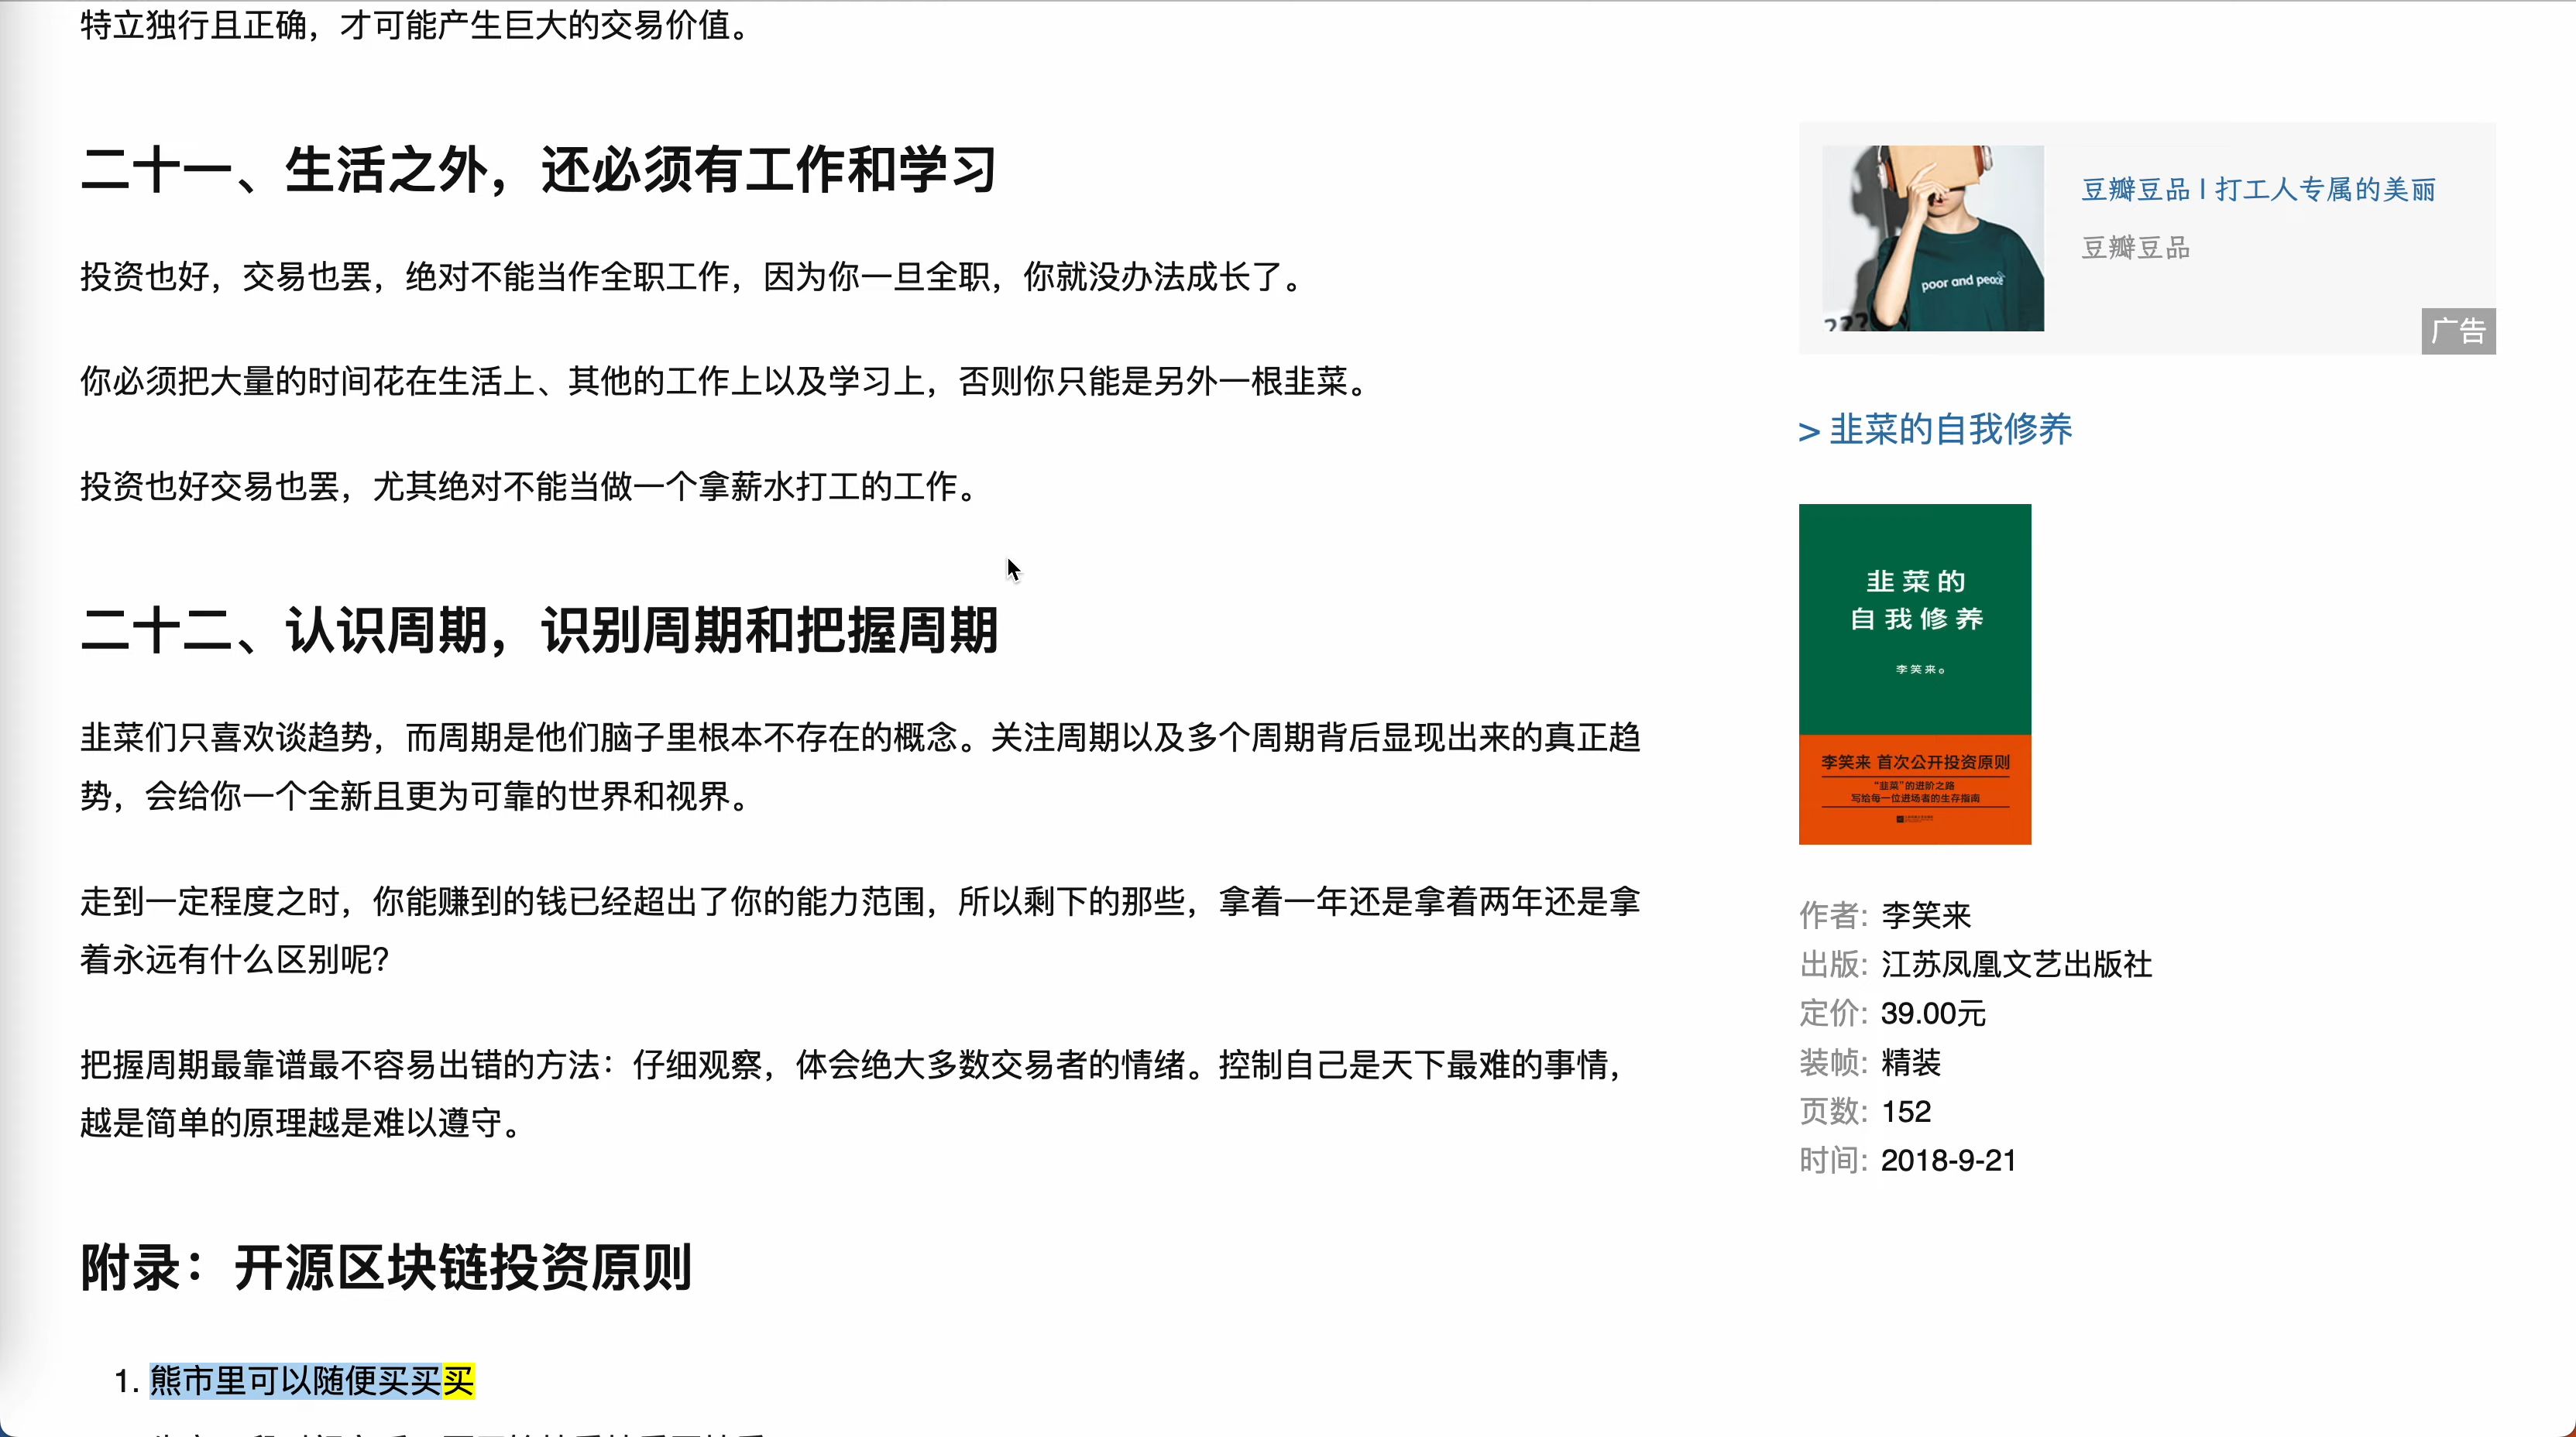 特立独行且正确，才可能产生巨大的交易价值。
二十一、生活之外，还必须有工作和学习
投资也好，交易也罢，绝对不能当作全职工作，因为你一旦全职，你就没办法成长了。
你必须把大量的时间花在生活上、其他的工作上以及学习上，否则你只能是另外一根韭菜。
投资也好交易也罢，尤其绝对不能当做一个拿薪水打工的工作。
二十二、认识周期，识别周期和把握周期
韭菜们只喜欢谈趋势，而周期是他们脑子里根本不存在的概念。关注周期以及多个周期背后显现出来的真正趋
势，会给你一个全新且更为可靠的世界和视界。
走到一定程度之时，你能赚到的钱已经超出了你的能力范围，所以剩下的那些，拿着一年还是拿着两年还是拿
着永远有什么区别呢？
把握周期最靠谱最不容易出错的方法：仔细观察，体会绝大多数交易者的情绪。控制自己是天下最难的事情，
越是简单的原理越是难以遵守。
附录：开源区块链投资原则
1. 熊市里可以随便买买买
poor and peace
???
豆瓣豆品 | 打工人专属的美丽
豆瓣豆品
广告
> 韭菜的自我修养
韭菜的
自我修养
李笑来。
李笑来 首次公开投资原则
“韭菜”的进阶之路
写给每一位进场者的生存指南
作者: 李笑来
出版: 江苏凤凰文艺出版社
定价: 39.00元
装帧: 精装
页数: 152
时间: 2018-9-21